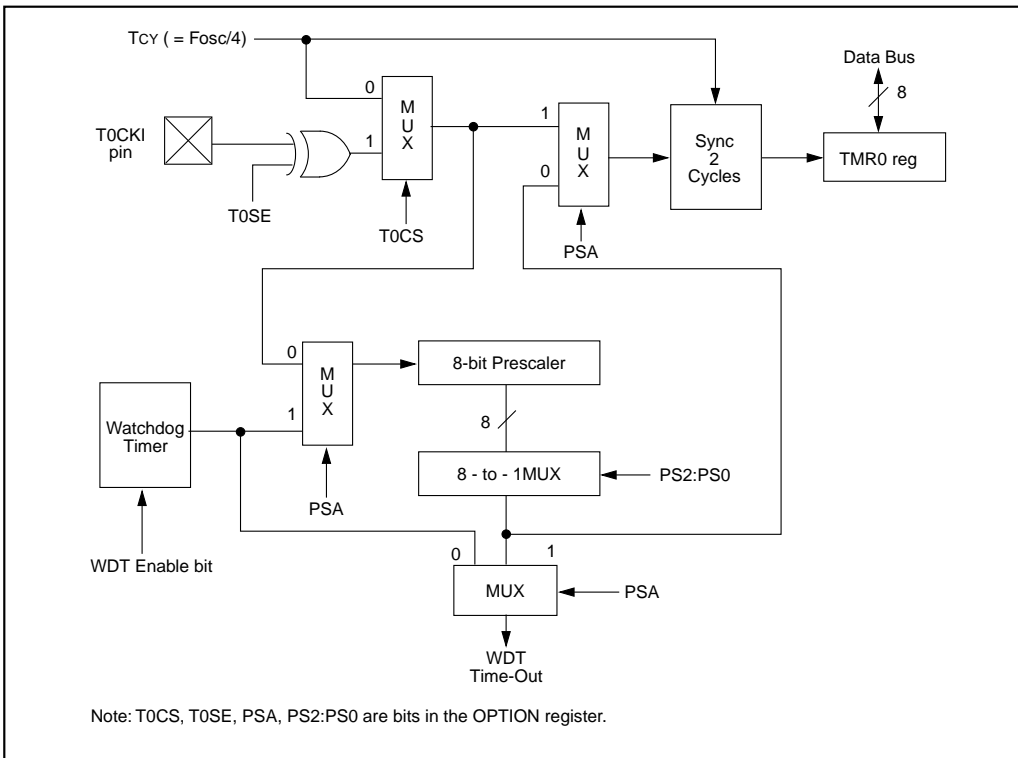 TCY ( = Fosc/4)
Data Bus
0
M
U
X
8
T0CKI
pin
1
1
M
U
X
Sync
2
Cycles
TMR0 reg
0
T0SE
T0CS
PSA
0
M
U
X
8-bit Prescaler
1
Watchdog
Timer
8
8 - to - 1MUX
PS2:PS0
PSA
WDT Enable bit
0
1
MUX
PSA
WDT
Time-Out
Note: T0CS, T0SE, PSA, PS2:PS0 are bits in the OPTION register.